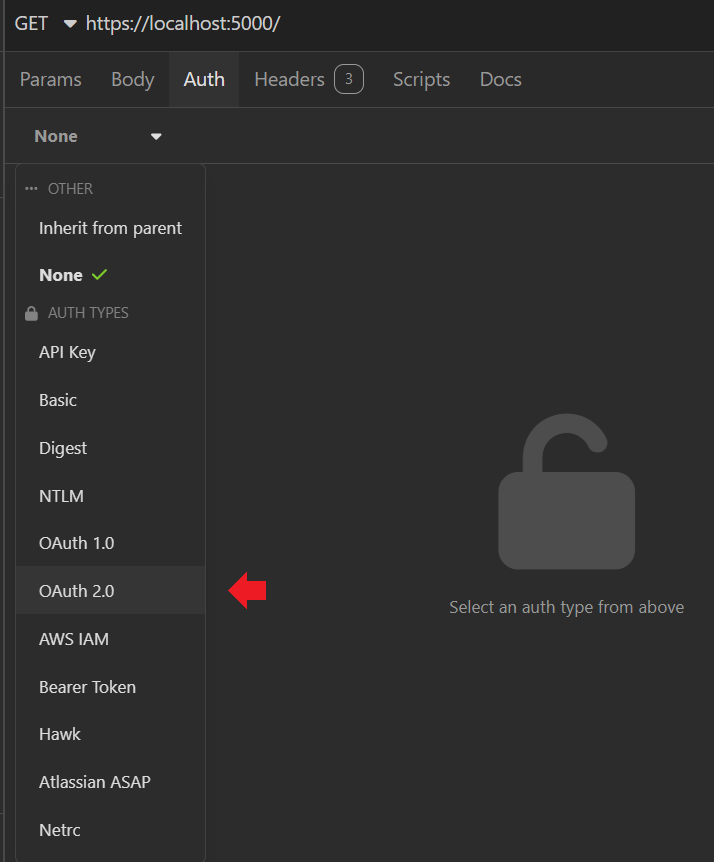 GET https://localhost:5000/
Params Body Auth Headers 3 Scripts Docs
None
OTHER
Inherit from parent
None
AUTH TYPES
API Key
Basic
Digest
NTLM
OAuth 1.0
OAuth 2.0
AWS IAM
Bearer Token
Hawk
Atlassian ASAP
Netrc
Select an auth type from above